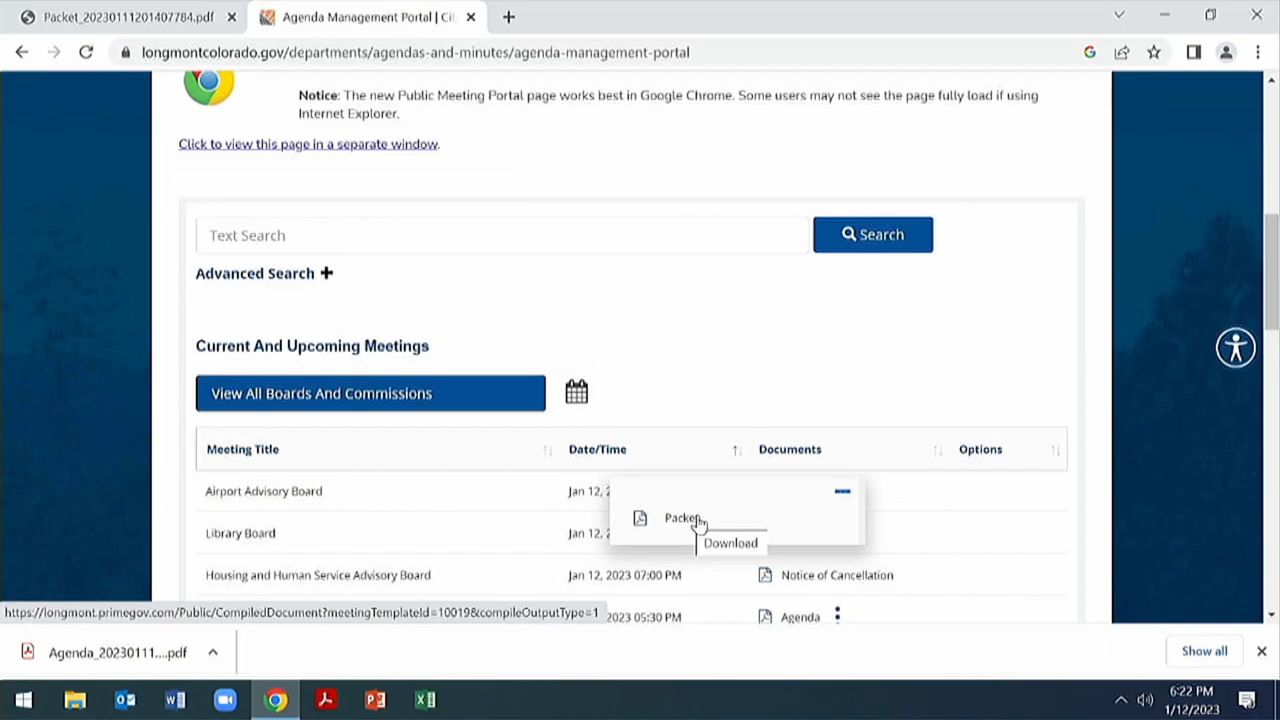 Packet_20230111201407784.pdf
Agenda Management Portal | Cit
longmontcolorado.gov/departments/agendas-and-minutes/agenda-management-portal
Notice: The new Public Meeting Portal page works best in Google Chrome. Some users may not see the page fully load if using
Internet Explorer.
Click to view this page in a separate window.
Text Search
Search
Advanced Search +
Current And Upcoming Meetings
View All Boards And Commissions
Meeting Title Date/Time Documents Options
Airport Advisory Board Jan 12, 2
Packet
Library Board Jan 12, 2
Download
Housing and Human Service Advisory Board Jan 12, 2023 07:00 PM Notice of Cancellation
https://longmont.primegov.com/Public/CompiledDocument?meetingTemplateId=10019&compileOutputType=1
2023 05:30 PM Agenda
Agenda_20230111....pdf
Show all
6:22 PM
1/12/2023